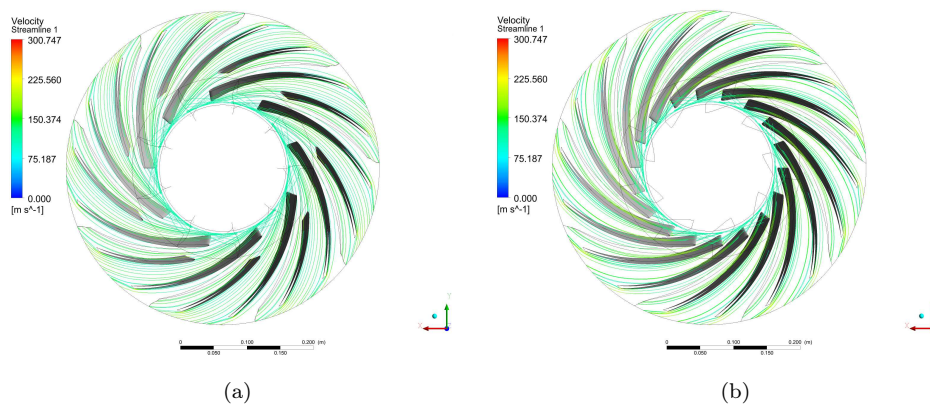 Velocity
Streamline 1
300.747
225.560
150.374
75.187
0.000
[m s^-1]
0 0.100 0.200 (m)
0.050 0.150
Y
X
(a)
Velocity
Streamline 1
300.747
225.560
150.374
75.187
0.000
[m s^-1]
0 0.100 0.200 (m)
0.050 0.150
X
(b)